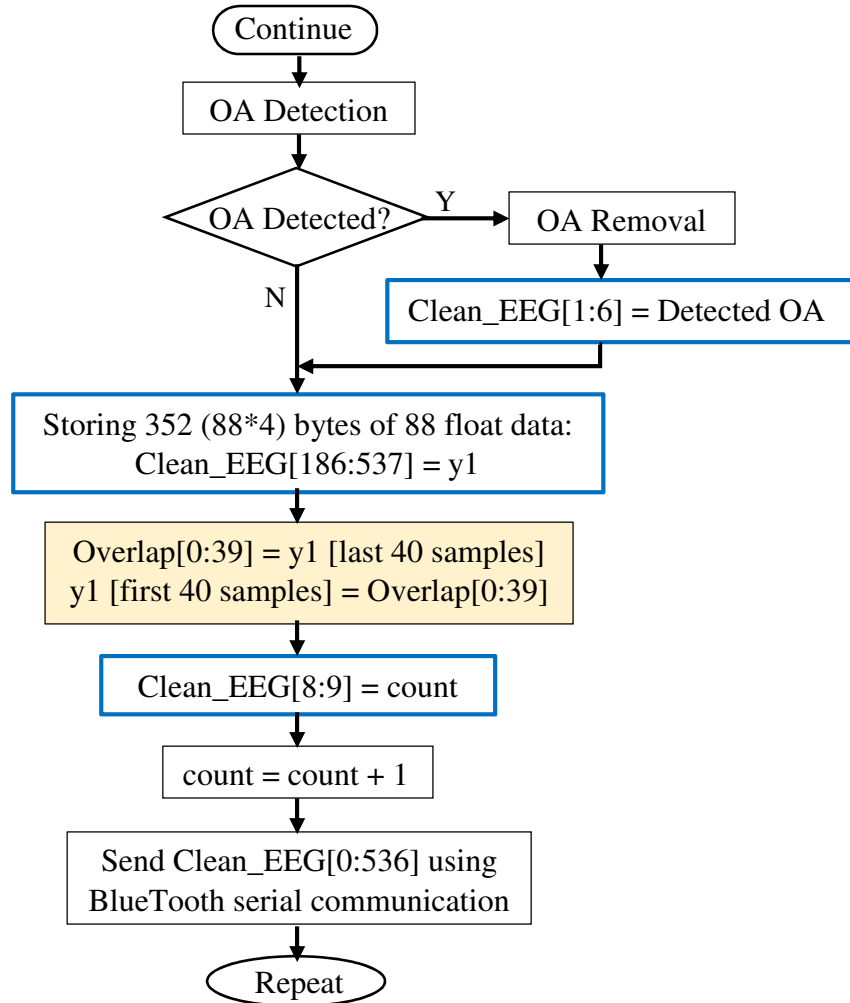 Continue
OA Detection
OA Detected?
Y
OA Removal
N
Clean_EEG[1:6] = Detected OA
Storing 352 (88*4) bytes of 88 float data:
Clean_EEG[186:537] = y1
Overlap[0:39] = y1 [last 40 samples]
y1 [first 40 samples] = Overlap[0:39]
Clean_EEG[8:9] = count
count = count + 1
Send Clean_EEG[0:536] using
BlueTooth serial communication
Repeat